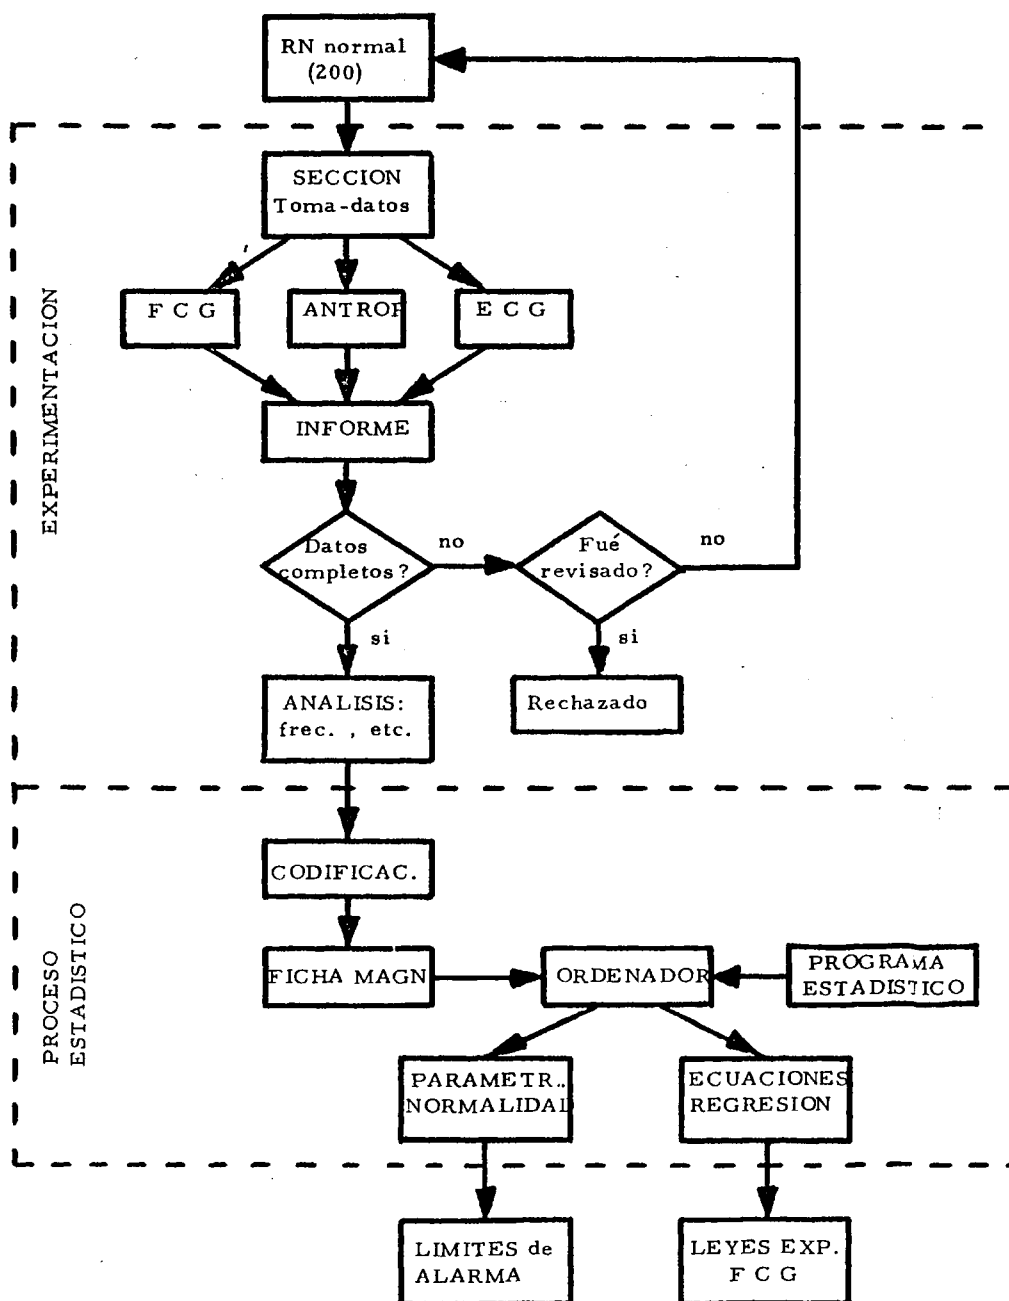 RN normal
(200)
SECCION
Toma-datos
F C G
ANTROP
E C G
INFORME
EXPERIMENTACION
Datos
completos?
no
Fué
revisado?
no
si
si
ANALISIS:
frec. , etc.
Rechazado
CODIFICAC.
FICHA MAGN
ORDENADOR
PROGRAMA
ESTADISTICO
PROCESO
ESTADISTICO
PARAMETR..
NORMALIDAD
ECUACIONES
REGRESION
LIMITES de
ALARMA
LEYES EXP.
F C G